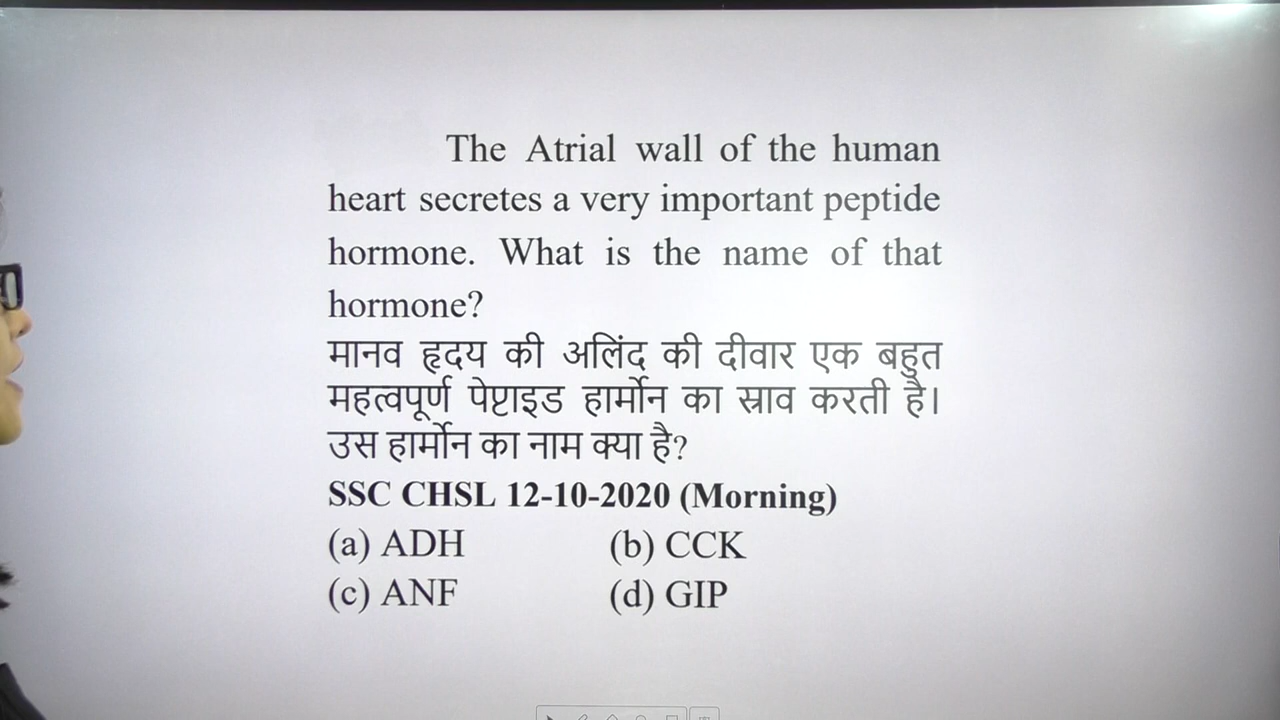 The Atrial wall of the human
heart secretes a very important peptide
hormone. What is the name of that
hormone?
मानव हृदय की अलिंद की दीवार एक बहुत
महत्वपूर्ण पेप्टाइड हार्मोन का स्राव करती है।
उस हार्मोन का नाम क्या है?
SSC CHSL 12-10-2020 (Morning)
(a) ADH (b) CCK
(c) ANF (d) GIP